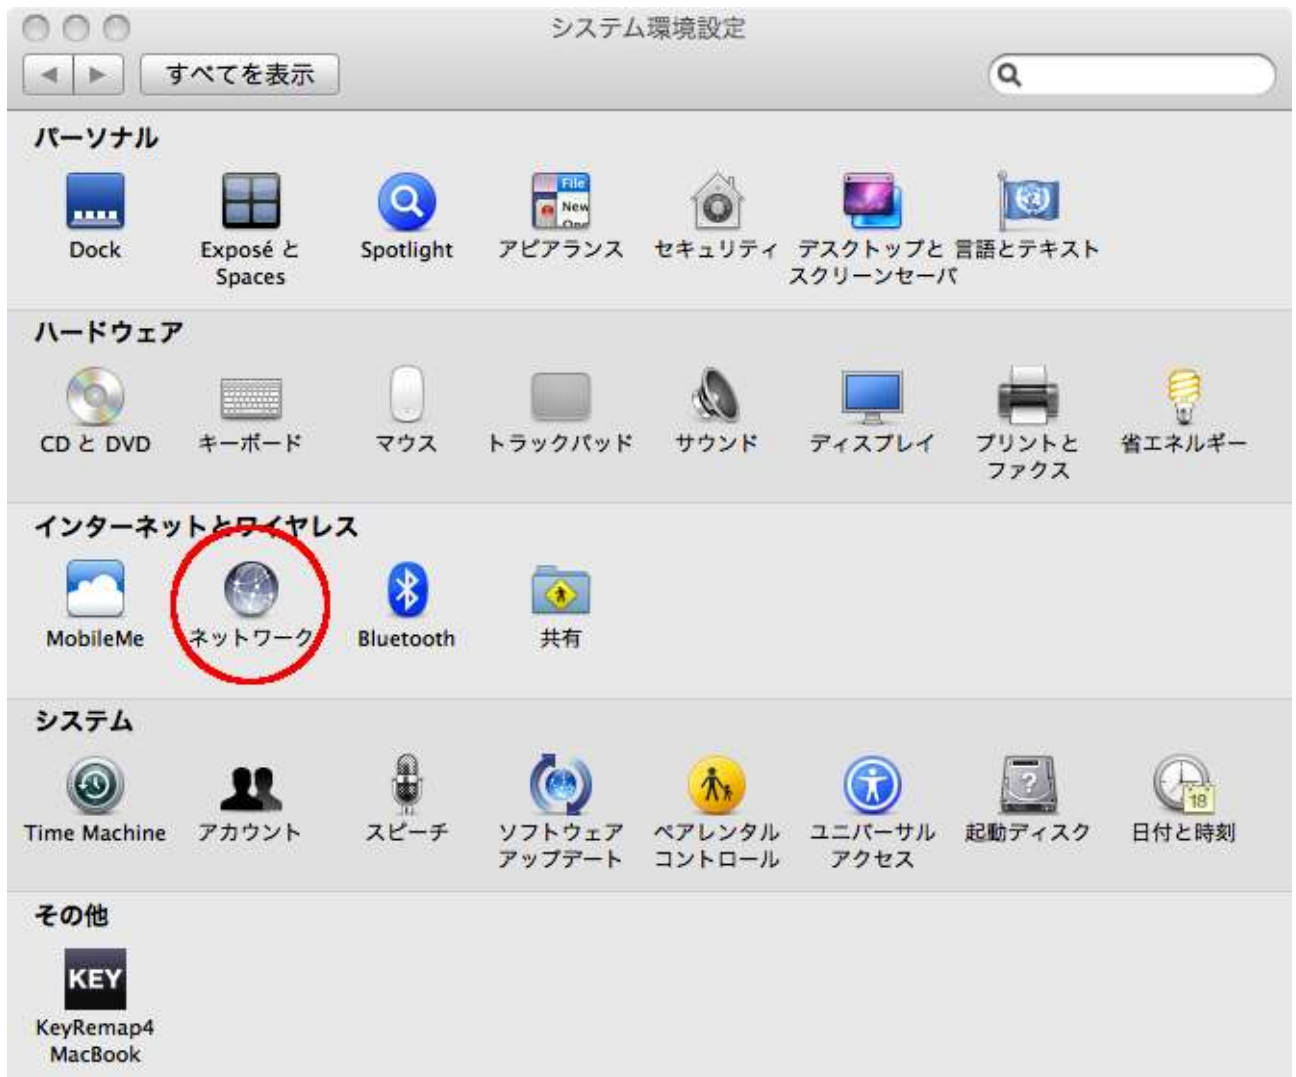 システム環境設定
すべてを表示
パーソナル
Dock
Exposé と
Spaces
Spotlight
File
New
アピアランス
セキュリティ
デスクトップと
スクリーンセーバ
言語とテキスト
ハードウェア
CD と DVD
キーボード
マウス
トラックパッド
サウンド
ディスプレイ
プリントと
ファクス
省エネルギー
インターネットとワイヤレス
MobileMe
ネットワーク
Bluetooth
共有
システム
Time Machine
アカウント
スピーチ
ソフトウェア
アップデート
ペアレンタル
コントロール
ユニバーサル
アクセス
?
起動ディスク
18
日付と時刻
その他
KEY
KeyRemap4
MacBook